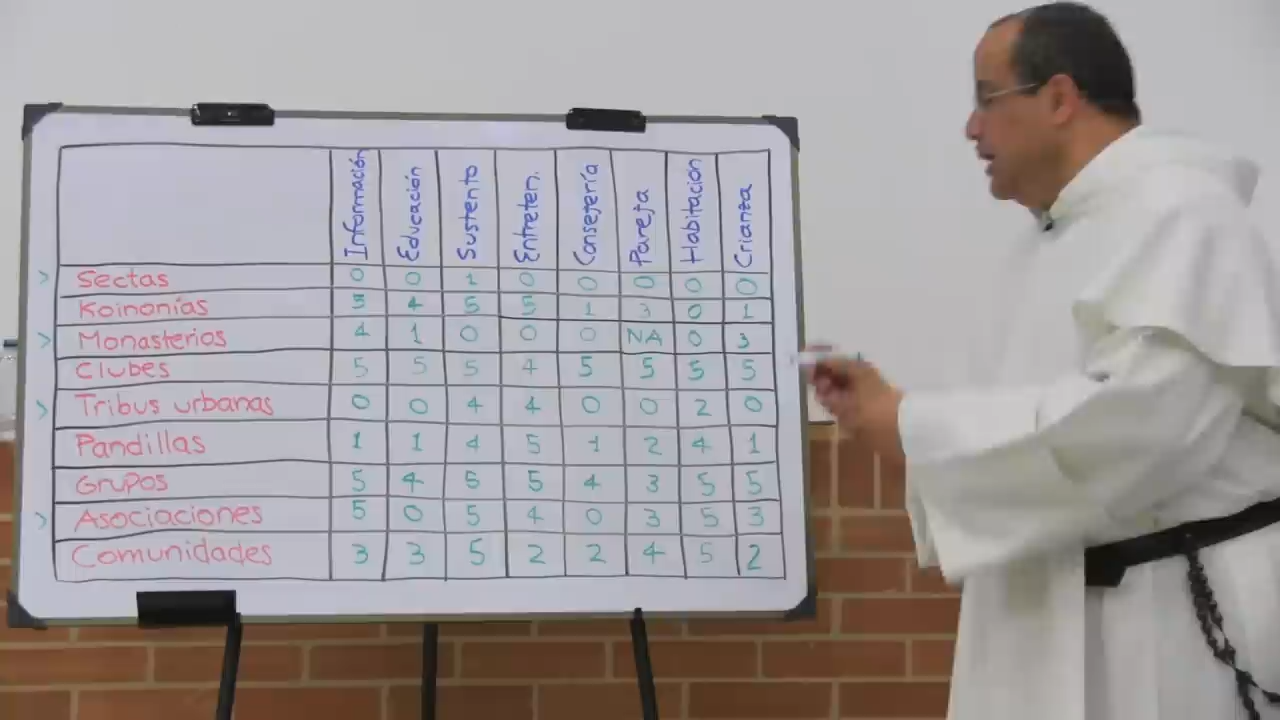 Información Educación Sustento Entreten. Consejería Pareja Habitación Crianza
> Sectas 0 0 1 0 0 0 0 0
Koinonías 5 4 5 5 1 3 0 1
> Monasterios 4 1 0 0 0 NA 0 3
Clubes 5 5 5 4 5 5 5 5
> Tribus urbanas 0 0 4 4 0 0 2 0
Pandillas 1 1 4 5 1 2 4 1
Grupos 5 4 5 5 4 3 5 5
> Asociaciones 5 0 5 4 0 3 5 3
Comunidades 3 3 5 2 2 4 5 2